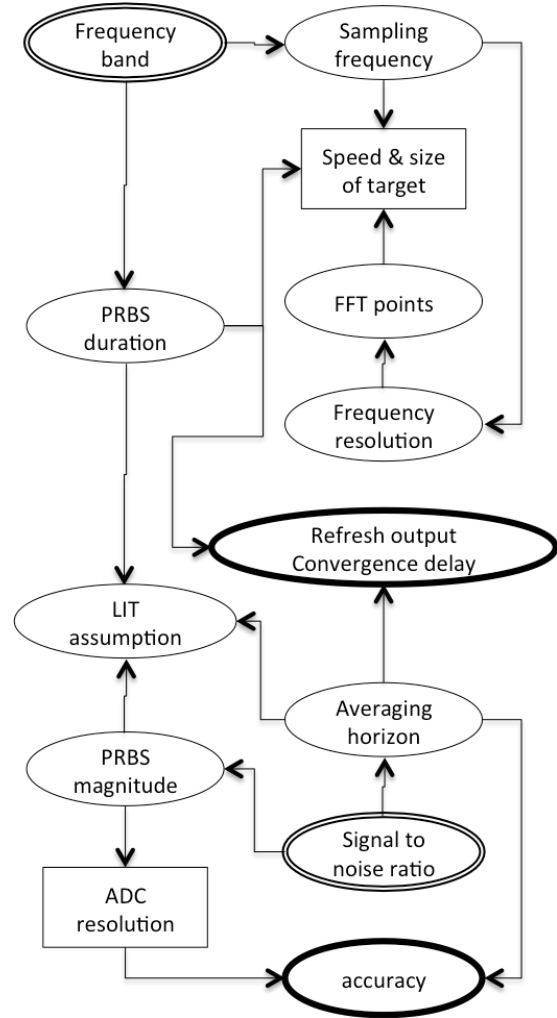 Frequency
band
Sampling
frequency
Speed & size
of target
PRBS
duration
FFT points
Frequency
resolution
Refresh output
Convergence delay
LIT
assumption
Averaging
horizon
PRBS
magnitude
Signal to
noise ratio
ADC
resolution
accuracy